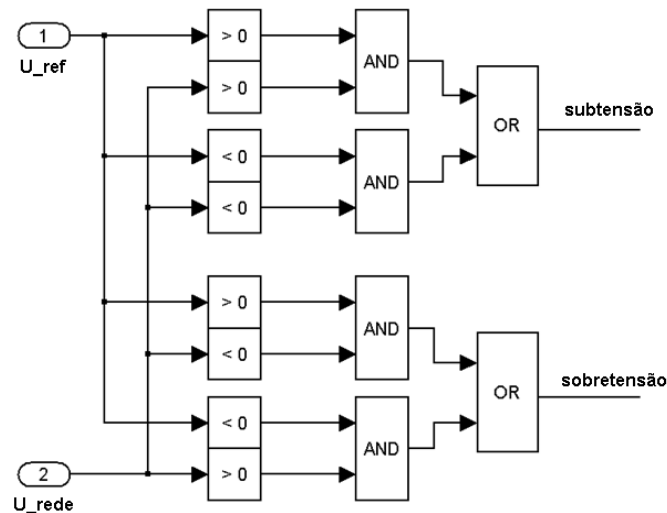 1
U_ref
> 0
> 0
AND
< 0
< 0
AND
OR
subtensão
> 0
< 0
AND
< 0
> 0
AND
OR
sobretensão
2
U_rede